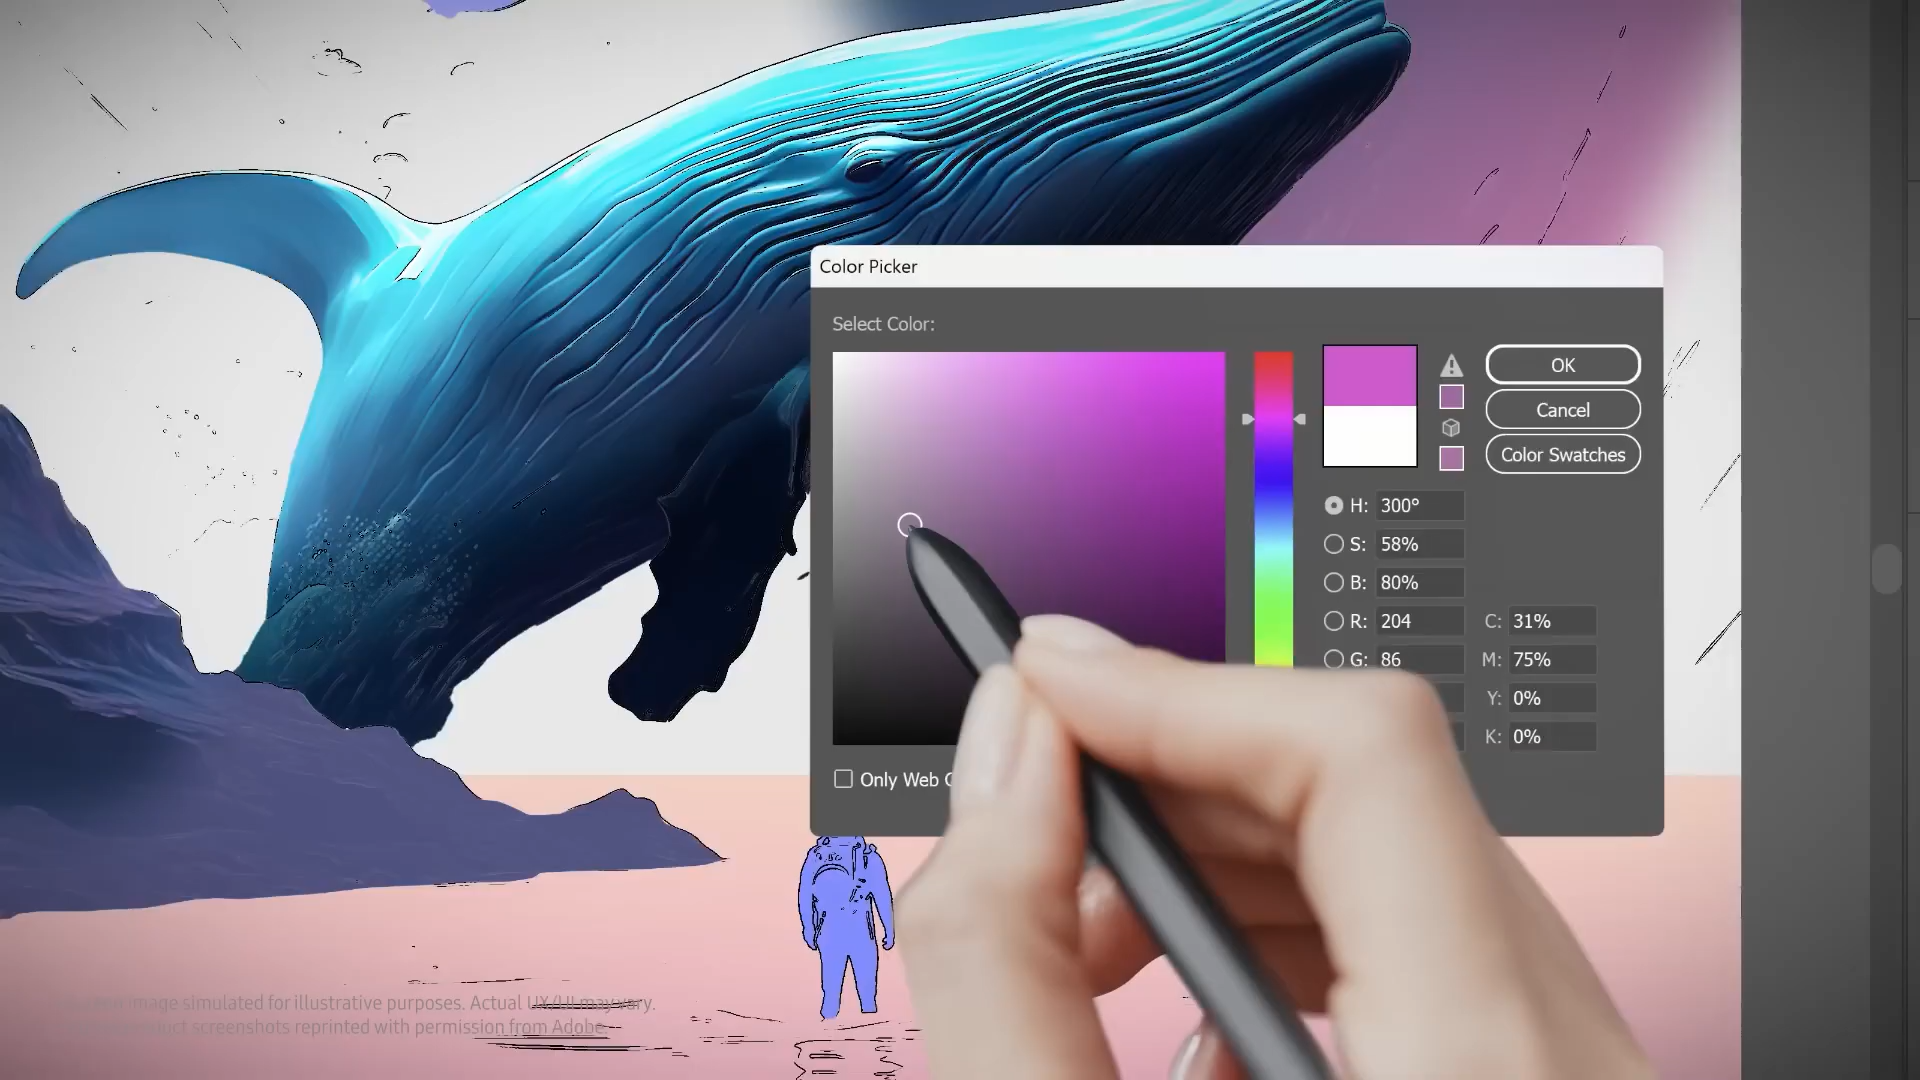 Color Picker
Select Color:
OK
Cancel
Color Swatches
H: 300°
S: 58%
B: 80%
R: 204
C: 31%
G: 86
M: 75%
Y: 0%
K: 0%
Only Web
image simulated for illustrative purposes. Actual UX/UI may vary.
screenshots reprinted with permission from Adobe.